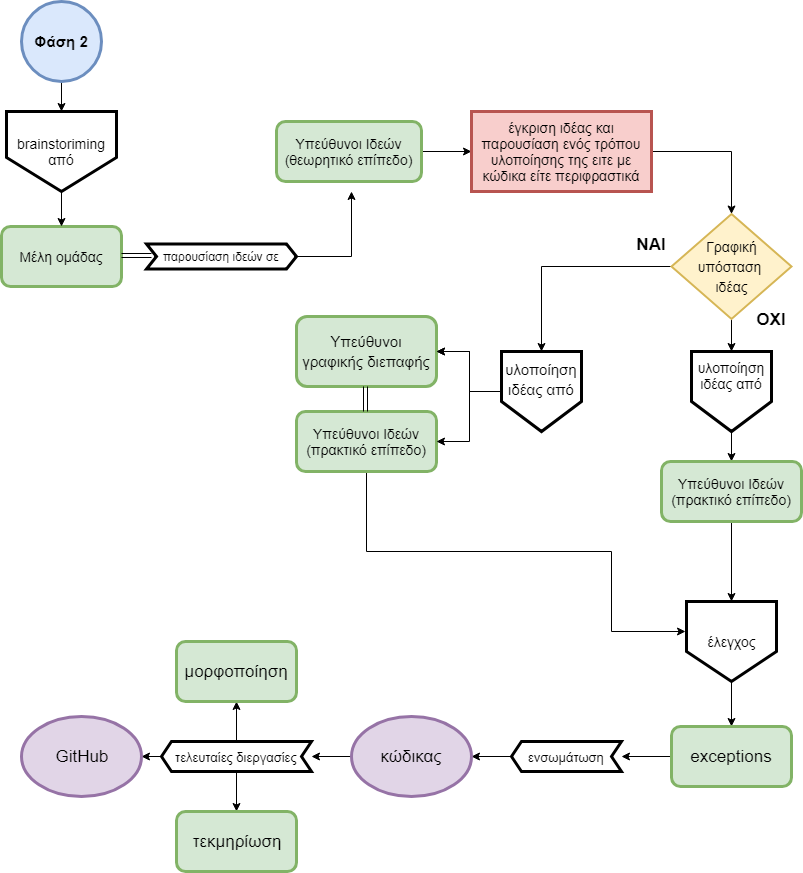 Φάση 2
brainstoriming
από
Μέλη ομάδας
παρουσίαση ιδεών σε
Υπεύθυνοι Ιδεών
(θεωρητικό επίπεδο)
έγκριση ιδέας και
παρουσίαση ενός τρόπου
υλοποίησης της ειτε με
κώδικα είτε περιφραστικά
Γραφική
υπόσταση
ιδέας
ΝΑΙ
ΟΧΙ
υλοποίηση
ιδέας από
Υπεύθυνοι
γραφικής διεπαφής
Υπεύθυνοι Ιδεών
(πρακτικό επίπεδο)
υλοποίηση
ιδέας από
Υπεύθυνοι Ιδεών
(πρακτικό επίπεδο)
έλεγχος
exceptions
ενσωμάτωση
κώδικας
τελευταίες διεργασίες
μορφοποίηση
τεκμηρίωση
GitHub